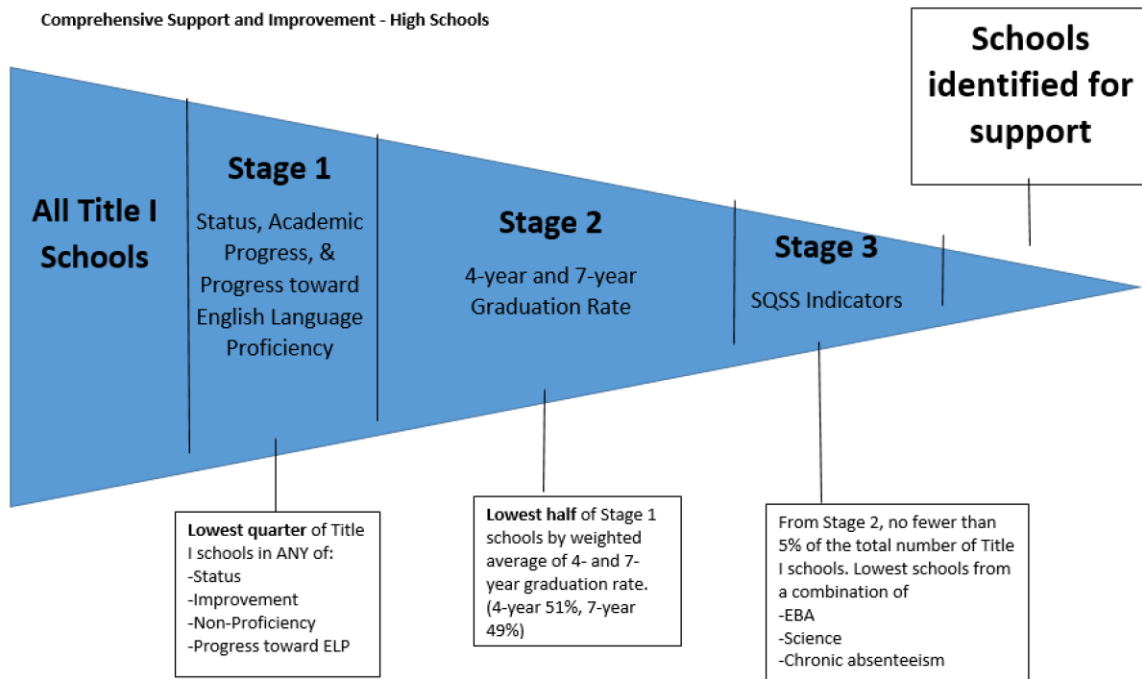 Comprehensive Support and Improvement - High Schools
Schools
identified for
support
All Title I
Schools
Stage 1
Status, Academic
Progress, &
Progress toward
English Language
Proficiency
Stage 2
4-year and 7-year
Graduation Rate
Stage 3
SQSS Indicators
Lowest quarter of Title
I schools in ANY of:
-Status
-Improvement
-Non-Proficiency
-Progress toward ELP
Lowest half of Stage 1
schools by weighted
average of 4- and 7-
year graduation rate.
(4-year 51%, 7-year
49%)
From Stage 2, no fewer than
5% of the total number of Title
I schools. Lowest schools from
a combination of
-EBA
-Science
-Chronic absenteeism